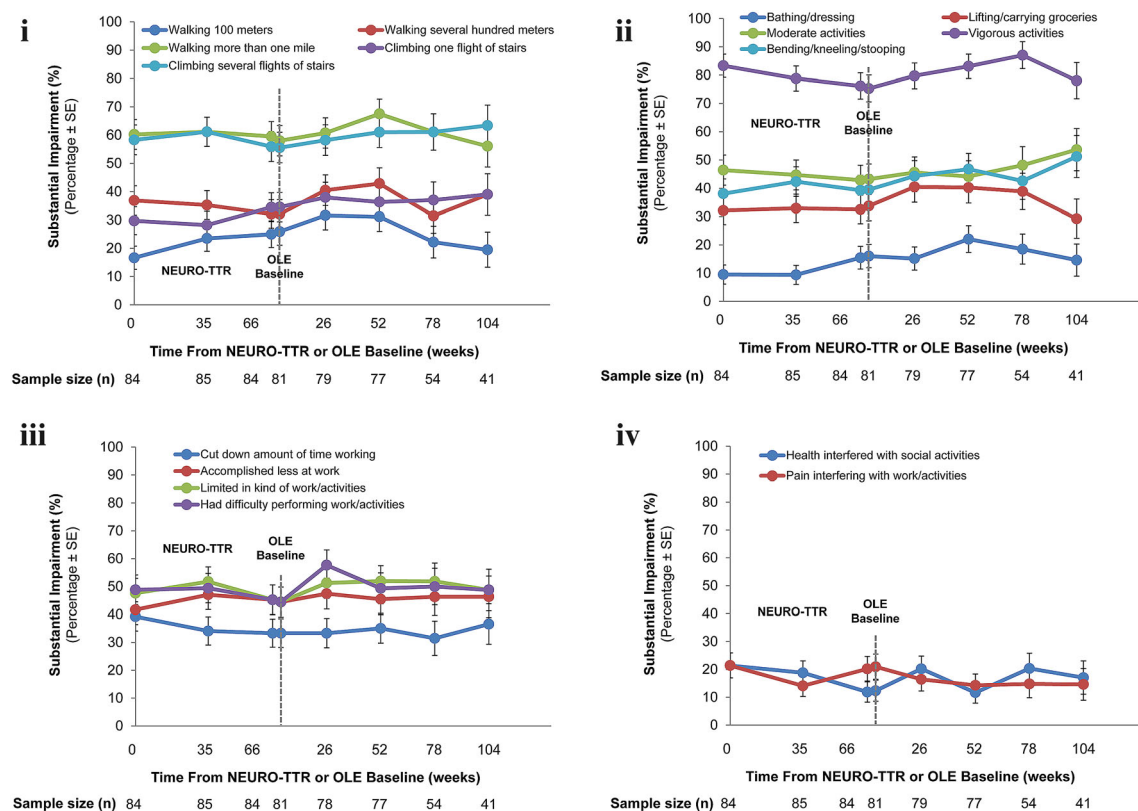 i
Walking 100 meters
Walking several hundred meters
Walking more than one mile
Climbing one flight of stairs
Climbing several flights of stairs
Substantial Impairment (%)
(Percentage ± SE)
100
90
80
70
60
50
40
30
20
10
0
NEURO-TTR
OLE
Baseline
0 35 66 26 52 78 104
Time From NEURO-TTR or OLE Baseline (weeks)
Sample size (n) 84 85 84 81 79 77 54 41
ii
Bathing/dressing
Lifting/carrying groceries
Moderate activities
Vigorous activities
Bending/kneeling/stooping
Substantial Impairment (%)
(Percentage ± SE)
100
90
80
70
60
50
40
30
20
10
0
NEURO-TTR
OLE
Baseline
0 35 66 26 52 78 104
Time From NEURO-TTR or OLE Baseline (weeks)
Sample size (n) 84 85 84 81 79 77 54 41
iii
Cut down amount of time working
Accomplished less at work
Limited in kind of work/activities
Had difficulty performing work/activities
Substantial Impairment (%)
(Percentage ± SE)
100
90
80
70
60
50
40
30
20
10
0
NEURO-TTR
OLE
Baseline
0 35 66 26 52 78 104
Time From NEURO-TTR or OLE Baseline (weeks)
Sample size (n) 84 85 84 81 78 77 54 41
iv
Health interfered with social activities
Pain interfering with work/activities
Substantial Impairment (%)
(Percentage ± SE)
100
90
80
70
60
50
40
30
20
10
0
NEURO-TTR
OLE
Baseline
0 35 66 26 52 78 104
Time From NEURO-TTR or OLE Baseline (weeks)
Sample size (n) 84 85 84 81 79 77 54 41